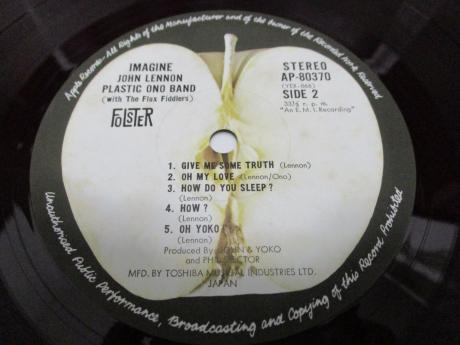 Apple Records - All Rights of the Manufacturer and of the Owner of the Recorded Work Reserved
IMAGINE
JOHN LENNON
PLASTIC ONO BAND
(with The Flux Fiddlers)
FOLSTER
STEREO
AP-80370
(YEX-866)
SIDE 2
33⅓ r. p. m.
"An E. M. I. Recording"
1. GIVE ME SOME TRUTH (Lennon)
2. OH MY LOVE (Lennon/Ono)
3. HOW DO YOU SLEEP?
(Lennon)
4. HOW?
(Lennon)
5. OH YOKO
(Lennon)
Produced By JOHN & YOKO
and PHIL SPECTOR
MFD. BY TOSHIBA MUSICAL INDUSTRIES LTD.
JAPAN
Unauthorised Public Performance, Broadcasting and Copying of this Record Prohibited